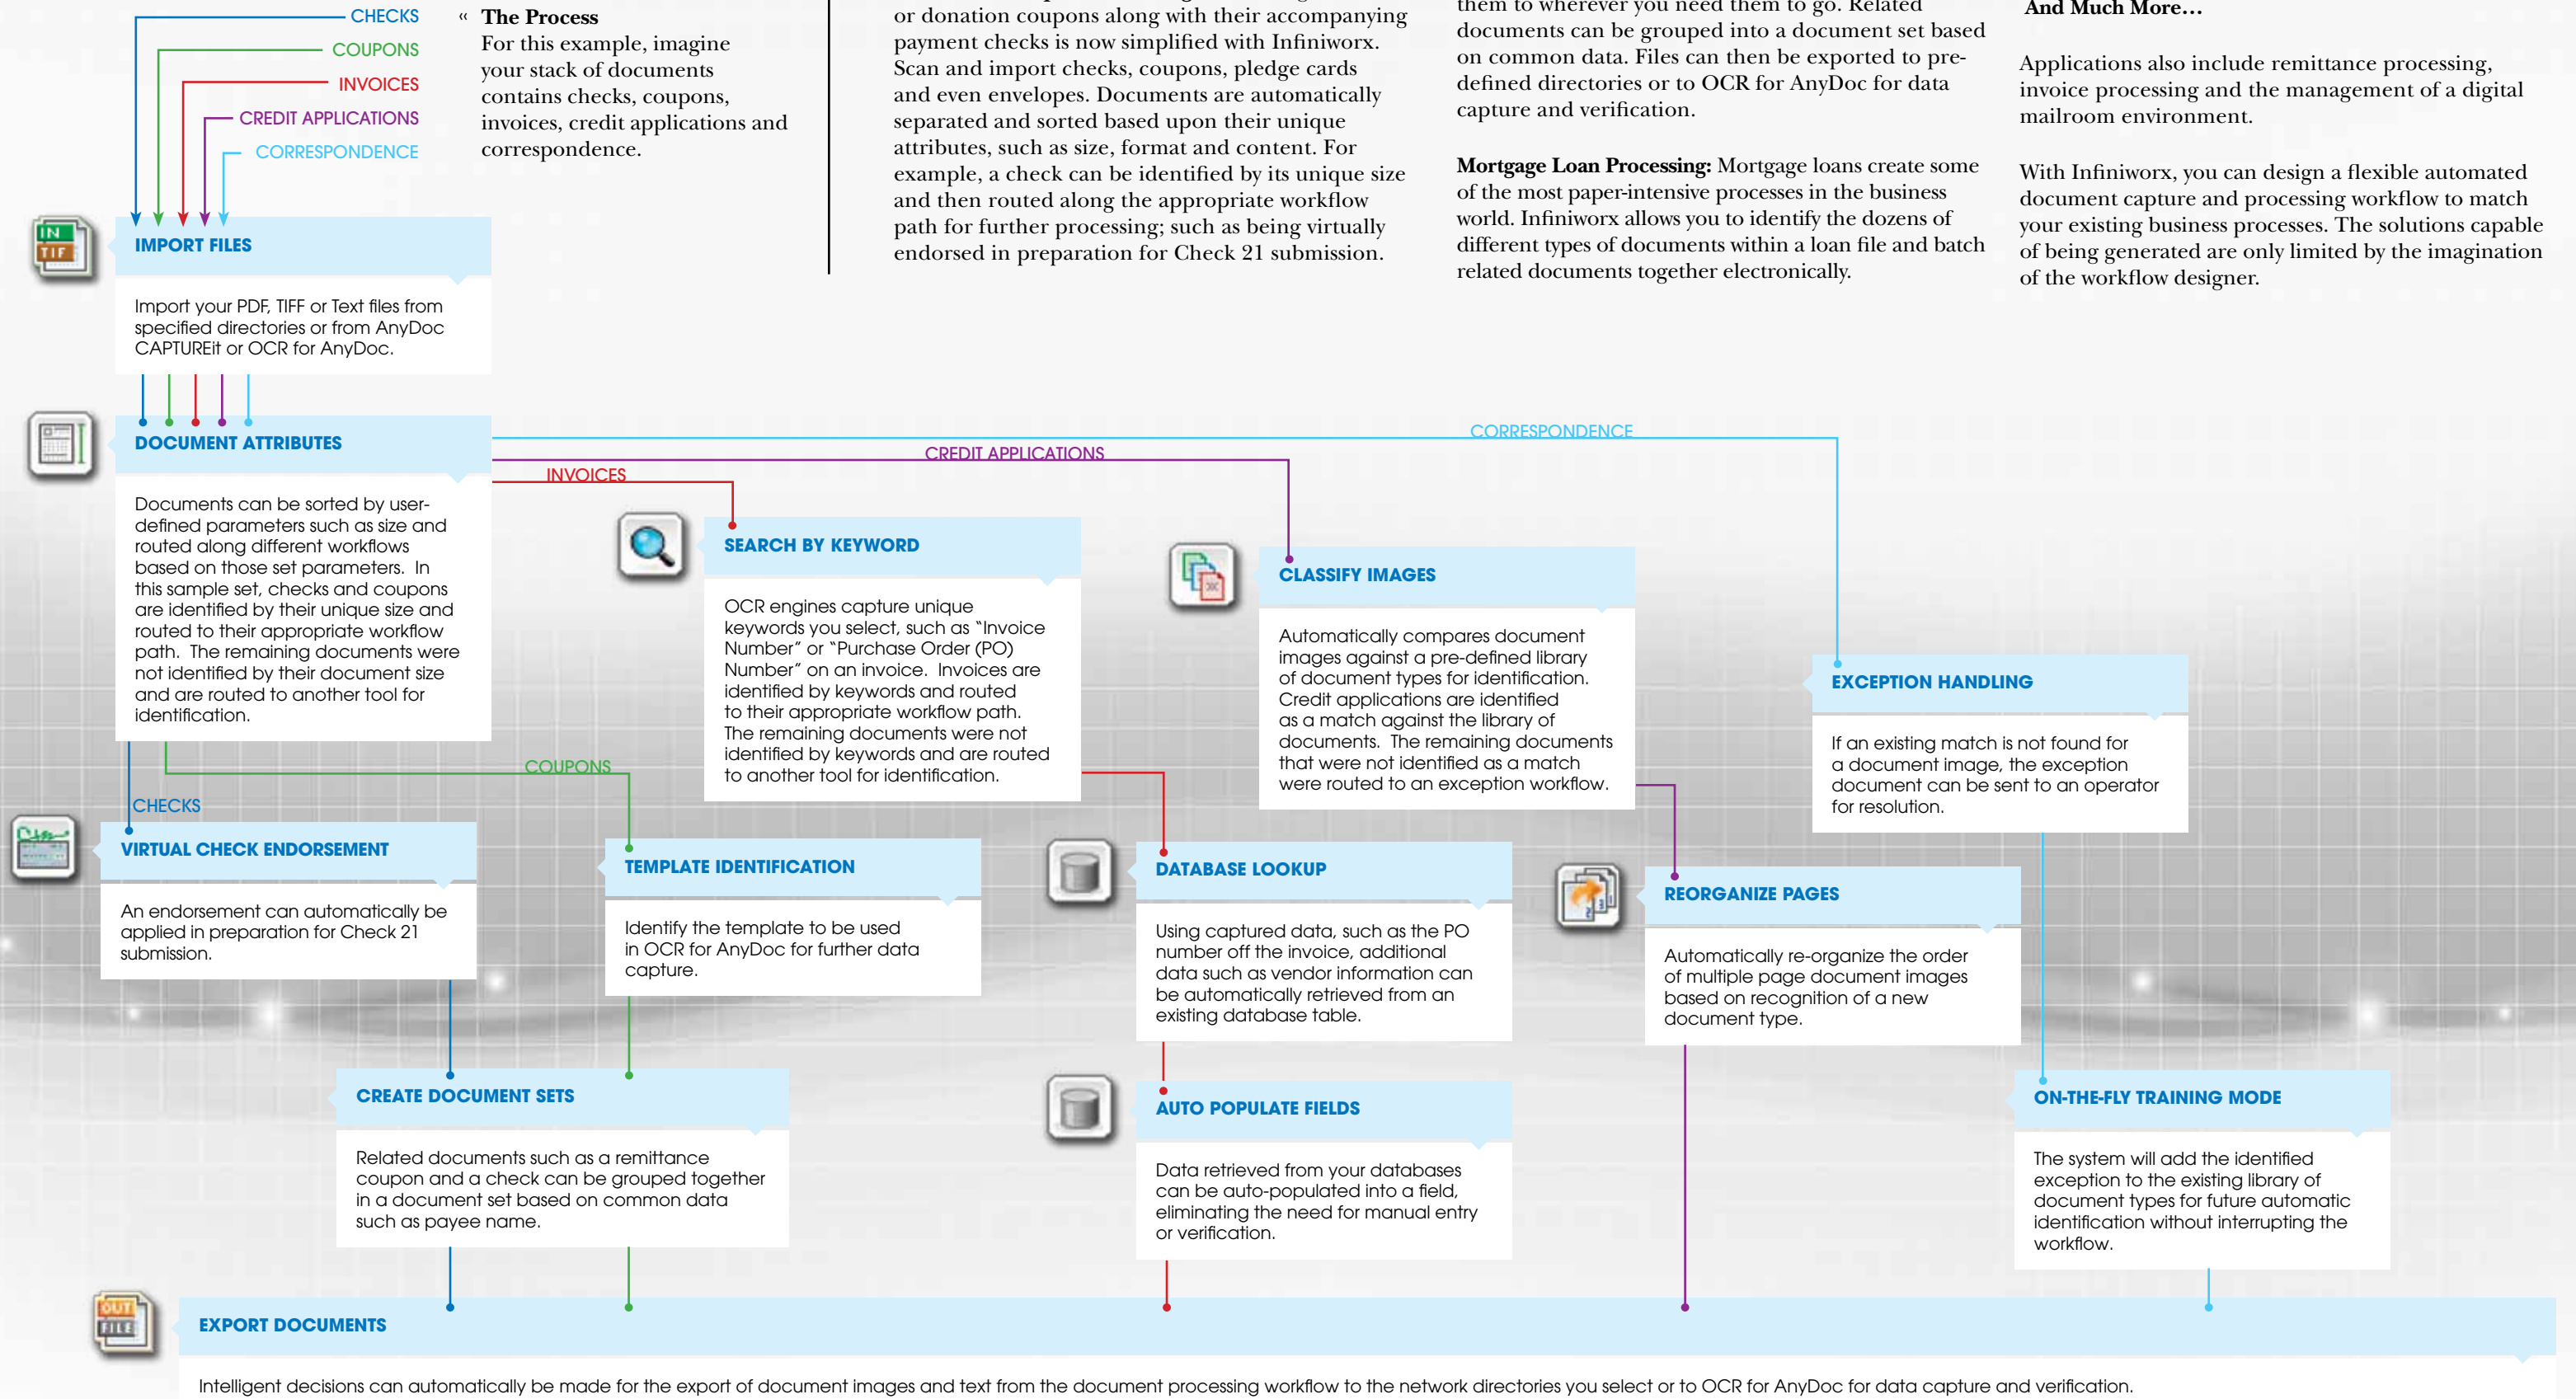 CHECKS
COUPONS
INVOICES
CREDIT APPLICATIONS
CORRESPONDENCE
“ The Process
For this example, imagine
your stack of documents
contains checks, coupons,
invoices, credit applications and
correspondence.
or donation coupons along with their accompanying
payment checks is now simplified with Infiniworx.
Scan and import checks, coupons, pledge cards
and even envelopes. Documents are automatically
separated and sorted based upon their unique
attributes, such as size, format and content. For
example, a check can be identified by its unique size
and then routed along the appropriate workflow
path for further processing; such as being virtually
endorsed in preparation for Check 21 submission.
them to wherever you need them to go. Related
documents can be grouped into a document set based
on common data. Files can then be exported to pre-
defined directories or to OCR for AnyDoc for data
capture and verification.
Mortgage Loan Processing: Mortgage loans create some
of the most paper-intensive processes in the business
world. Infiniworx allows you to identify the dozens of
different types of documents within a loan file and batch
related documents together electronically.
And Much More…
Applications also include remittance processing,
invoice processing and the management of a digital
mailroom environment.
With Infiniworx, you can design a flexible automated
document capture and processing workflow to match
your existing business processes. The solutions capable
of being generated are only limited by the imagination
of the workflow designer.
IN
TIF
IMPORT FILES
Import your PDF, TIFF or Text files from
specified directories or from AnyDoc
CAPTUREit or OCR for AnyDoc.
DOCUMENT ATTRIBUTES
Documents can be sorted by user-
defined parameters such as size and
routed along different workflows
based on those set parameters.  In
this sample set, checks and coupons
are identified by their unique size and
routed to their appropriate workflow
path.  The remaining documents were
not identified by their document size
and are routed to another tool for
identification.
CORRESPONDENCE
CREDIT APPLICATIONS
INVOICES
SEARCH BY KEYWORD
OCR engines capture unique
keywords you select, such as “Invoice
Number” or “Purchase Order (PO)
Number” on an invoice.  Invoices are
identified by keywords and routed
to their appropriate workflow path.
The remaining documents were not
identified by keywords and are routed
to another tool for identification.
CLASSIFY IMAGES
Automatically compares document
images against a pre-defined library
of document types for identification.
Credit applications are identified
as a match against the library of
documents.  The remaining documents
that were not identified as a match
were routed to an exception workflow.
EXCEPTION HANDLING
If an existing match is not found for
a document image, the exception
document can be sent to an operator
for resolution.
COUPONS
CHECKS
VIRTUAL CHECK ENDORSEMENT
An endorsement can automatically be
applied in preparation for Check 21
submission.
TEMPLATE IDENTIFICATION
Identify the template to be used
in OCR for AnyDoc for further data
capture.
DATABASE LOOKUP
Using captured data, such as the PO
number off the invoice, additional
data such as vendor information can
be automatically retrieved from an
existing database table.
REORGANIZE PAGES
Automatically re-organize the order
of multiple page document images
based on recognition of a new
document type.
CREATE DOCUMENT SETS
Related documents such as a remittance
coupon and a check can be grouped together
in a document set based on common data
such as payee name.
AUTO POPULATE FIELDS
Data retrieved from your databases
can be auto-populated into a field,
eliminating the need for manual entry
or verification.
ON-THE-FLY TRAINING MODE
The system will add the identified
exception to the existing library of
document types for future automatic
identification without interrupting the
workflow.
OUT
FILE
EXPORT DOCUMENTS
Intelligent decisions can automatically be made for the export of document images and text from the document processing workflow to the network directories you select or to OCR for AnyDoc for data capture and verification.